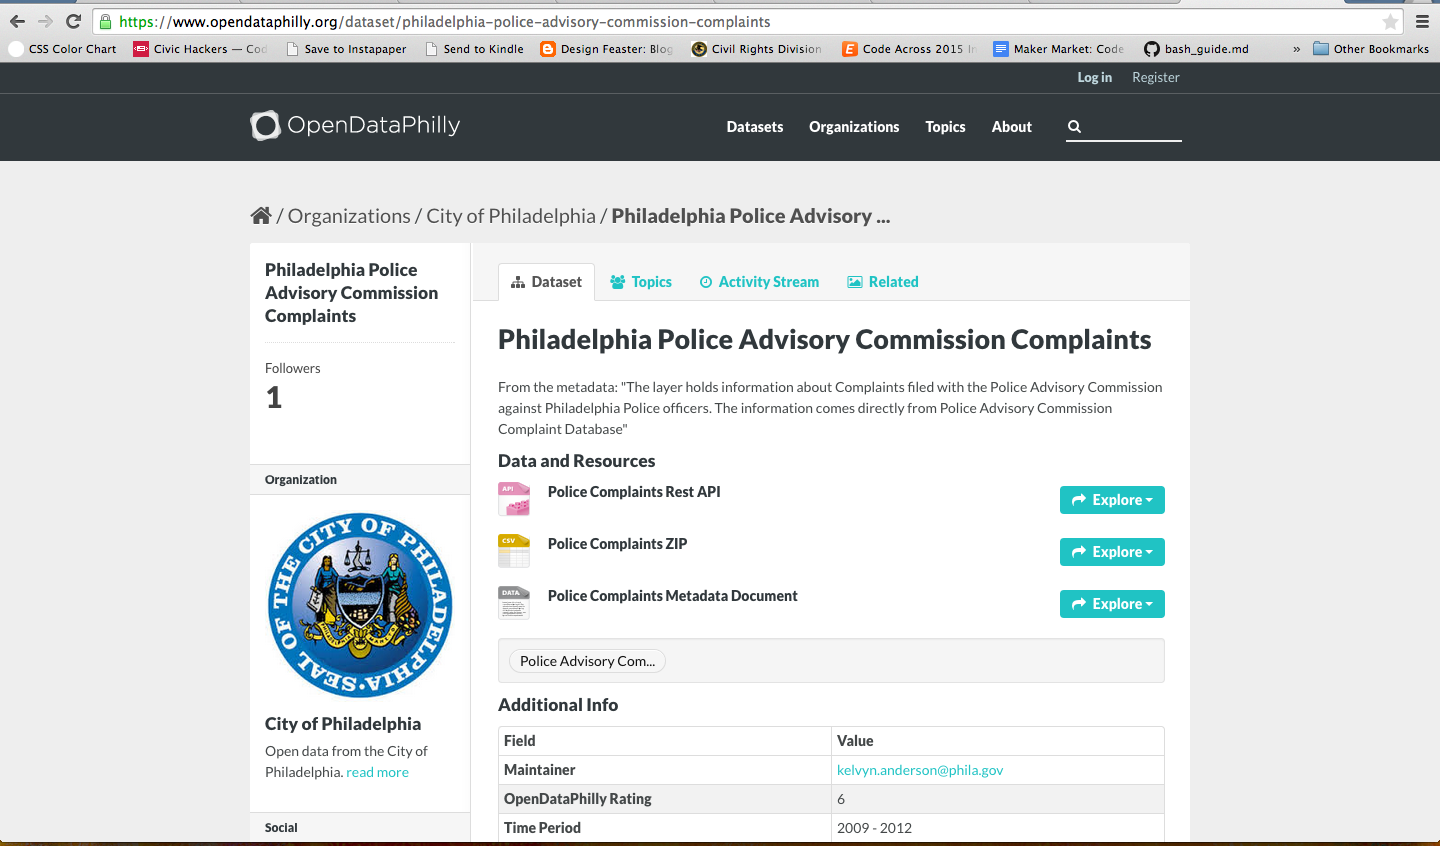 https://www.opendataphilly.org/dataset/philadelphia-police-advisory-commission-complaints
CSS Color Chart
Civic Hackers — Cod
Save to Instapaper
Send to Kindle
Design Feaster: Blog
Civil Rights Division
Code Across 2015 in
Maker Market: Code
bash_guide.md
»
Other Bookmarks
Log in Register
OpenDataPhilly
Datasets Organizations Topics About
/ Organizations / City of Philadelphia / Philadelphia Police Advisory ...
Philadelphia Police
Advisory Commission
Complaints
Followers
1
Organization
THE CITY OF PHILADELPHIA
SEAL OF
City of Philadelphia
Open data from the City of
Philadelphia. read more
Social
Dataset Topics Activity Stream Related
Philadelphia Police Advisory Commission Complaints
From the metadata: "The layer holds information about Complaints filed with the Police Advisory Commission
against Philadelphia Police officers. The information comes directly from Police Advisory Commission
Complaint Database"
Data and Resources
API
Police Complaints Rest API
Explore
CSV
Police Complaints ZIP
Explore
DATA
Police Complaints Metadata Document
Explore
Police Advisory Com...
Additional Info
Field Value
Maintainer kelvyn.anderson@phila.gov
OpenDataPhilly Rating 6
Time Period 2009 - 2012